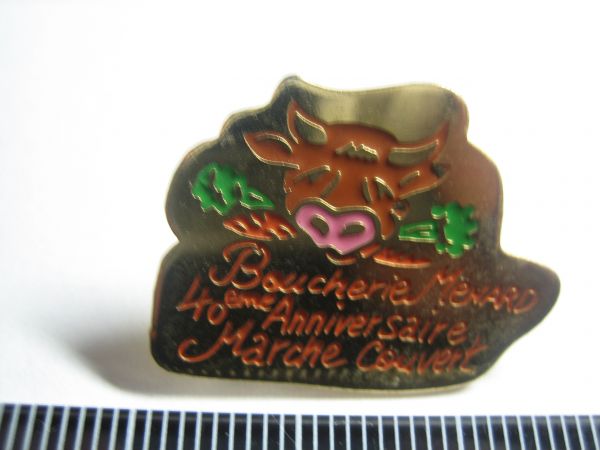 Boucherie MENARD
40ème Anniversaire
Marche Couvert